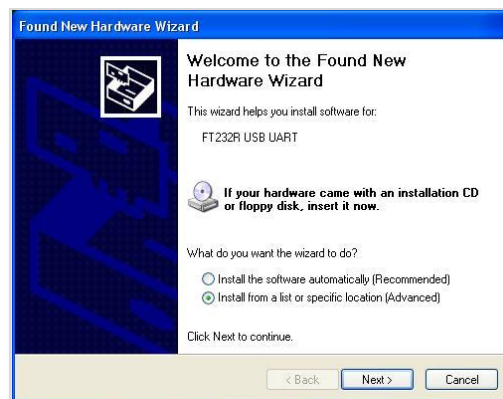 Found New Hardware Wizard
Welcome to the Found New
Hardware Wizard
This wizard helps you install software for:
FT232R USB UART
If your hardware came with an installation CD
or floppy disk, insert it now.
What do you want the wizard to do?
Install the software automatically (Recommended)
Install from a list or specific location (Advanced)
Click Next to continue.
< Back
Next >
Cancel